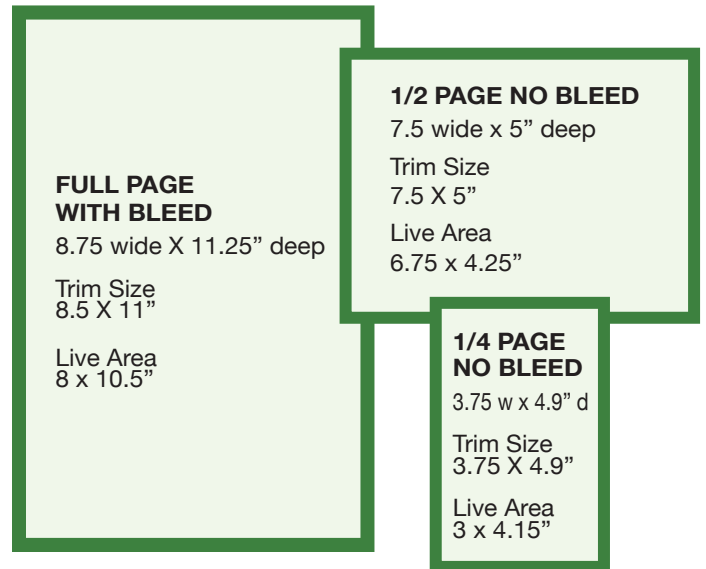 FULL PAGE
WITH BLEED
8.75 wide X 11.25” deep
Trim Size
8.5 X 11”
Live Area
8 x 10.5”
1/2 PAGE NO BLEED
7.5 wide x 5” deep
Trim Size
7.5 X 5”
Live Area
6.75 x 4.25”
1/4 PAGE
NO BLEED
3.75 w x 4.9” d
Trim Size
3.75 X 4.9”
Live Area
3 x 4.15”